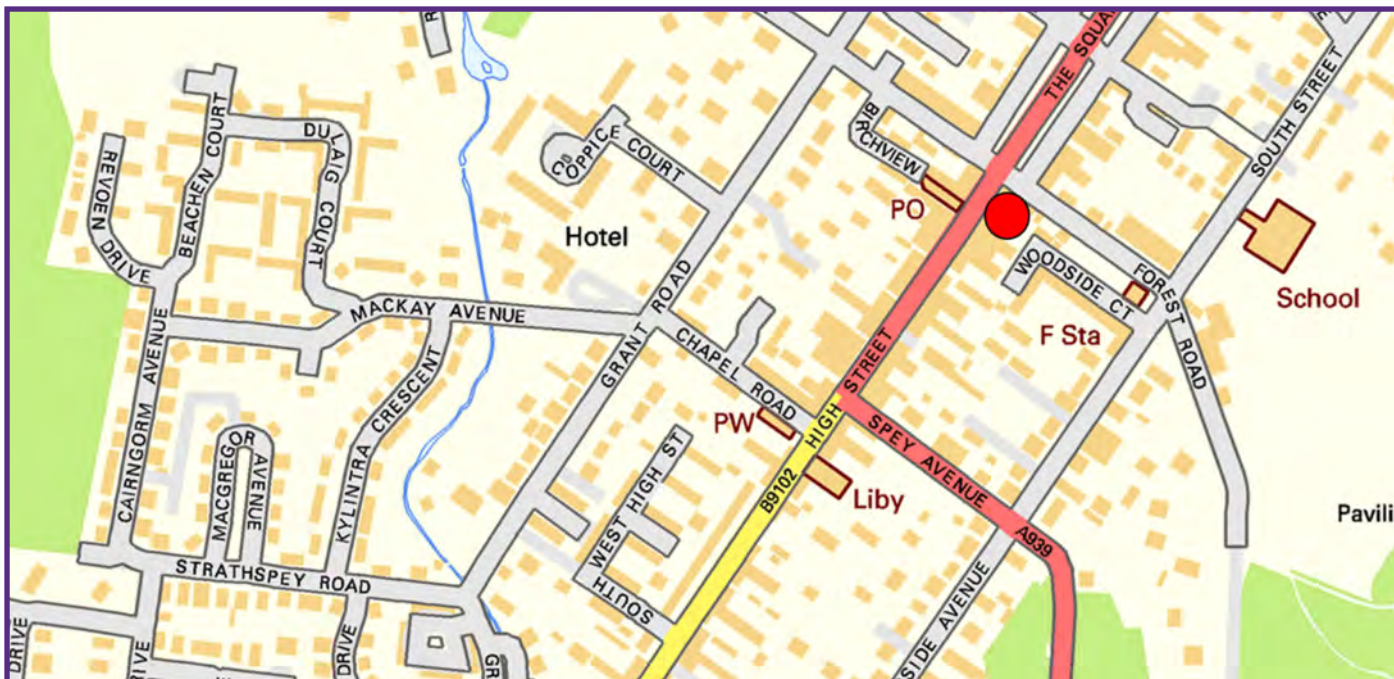 THE SQUA
SOUTH STREET
BEACHEN COURT
DULAIG COURT
COPPICE COURT
BIRCHVIEW
REVOEN DRIVE
PO
Hotel
WOODSIDE CT
FOREST ROAD
School
F Sta
MACKAY AVENUE
GRANT ROAD
CHAPEL ROAD
HIGH STREET
CAIRNGORM AVENUE
KYLINTRA CRESCENT
MACGREGOR AVENUE
PW
SPEY AVENUE
B9102
Liby
A939
Pavili
SOUTH WEST HIGH ST
STRATHSPEY ROAD
SIDE AVENUE
DRIVE
RIVE
DRIVE
GR